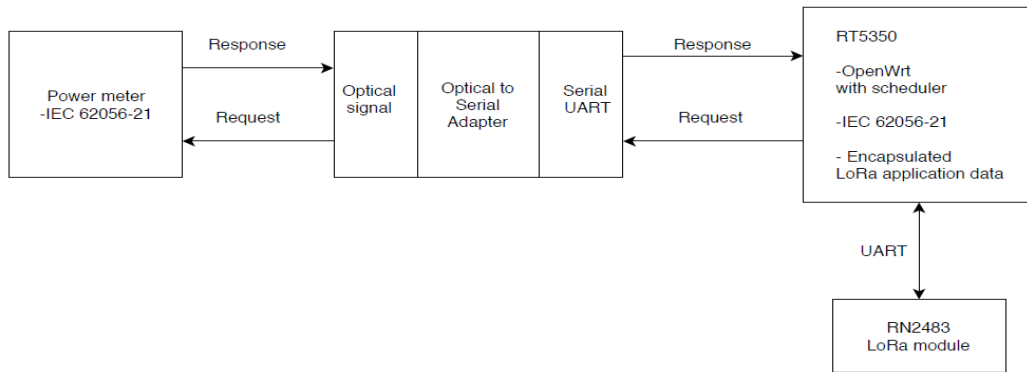 Power meter
-IEC 62056-21
Response
Request
Optical
signal
Optical to
Serial
Adapter
Serial
UART
Response
Request
RT5350
-OpenWrt
with scheduler
-IEC 62056-21
- Encapsulated
LoRa application data
UART
RN2483
LoRa module